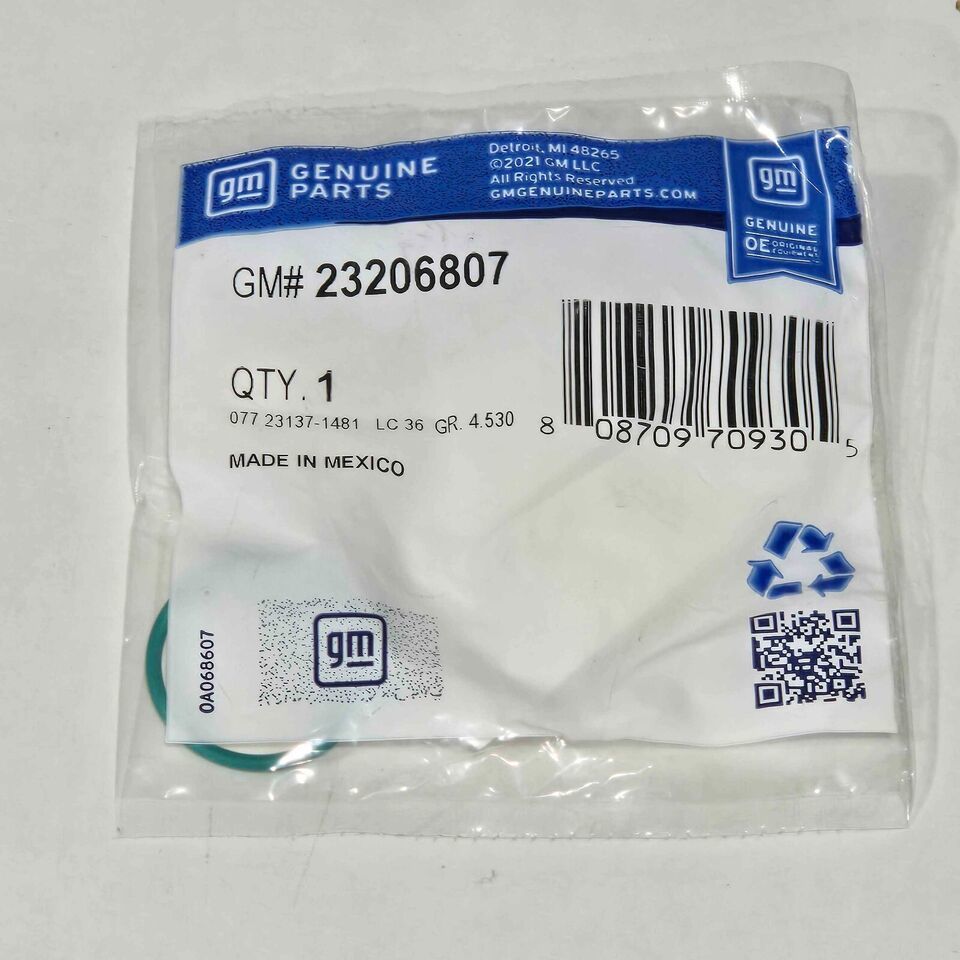 gm
GENUINE
PARTS
Detroit, MI 48265
©2021 GM LLC
All Rights Reserved
GMGENUINEPARTS.COM
gm
GENUINE
OE ORIGINAL
EQUIPMENT
GM# 23206807
QTY. 1
077 23137-1481 LC 36 GR. 4.530
MADE IN MEXICO
8 08709 70930 5
0A068607
gm